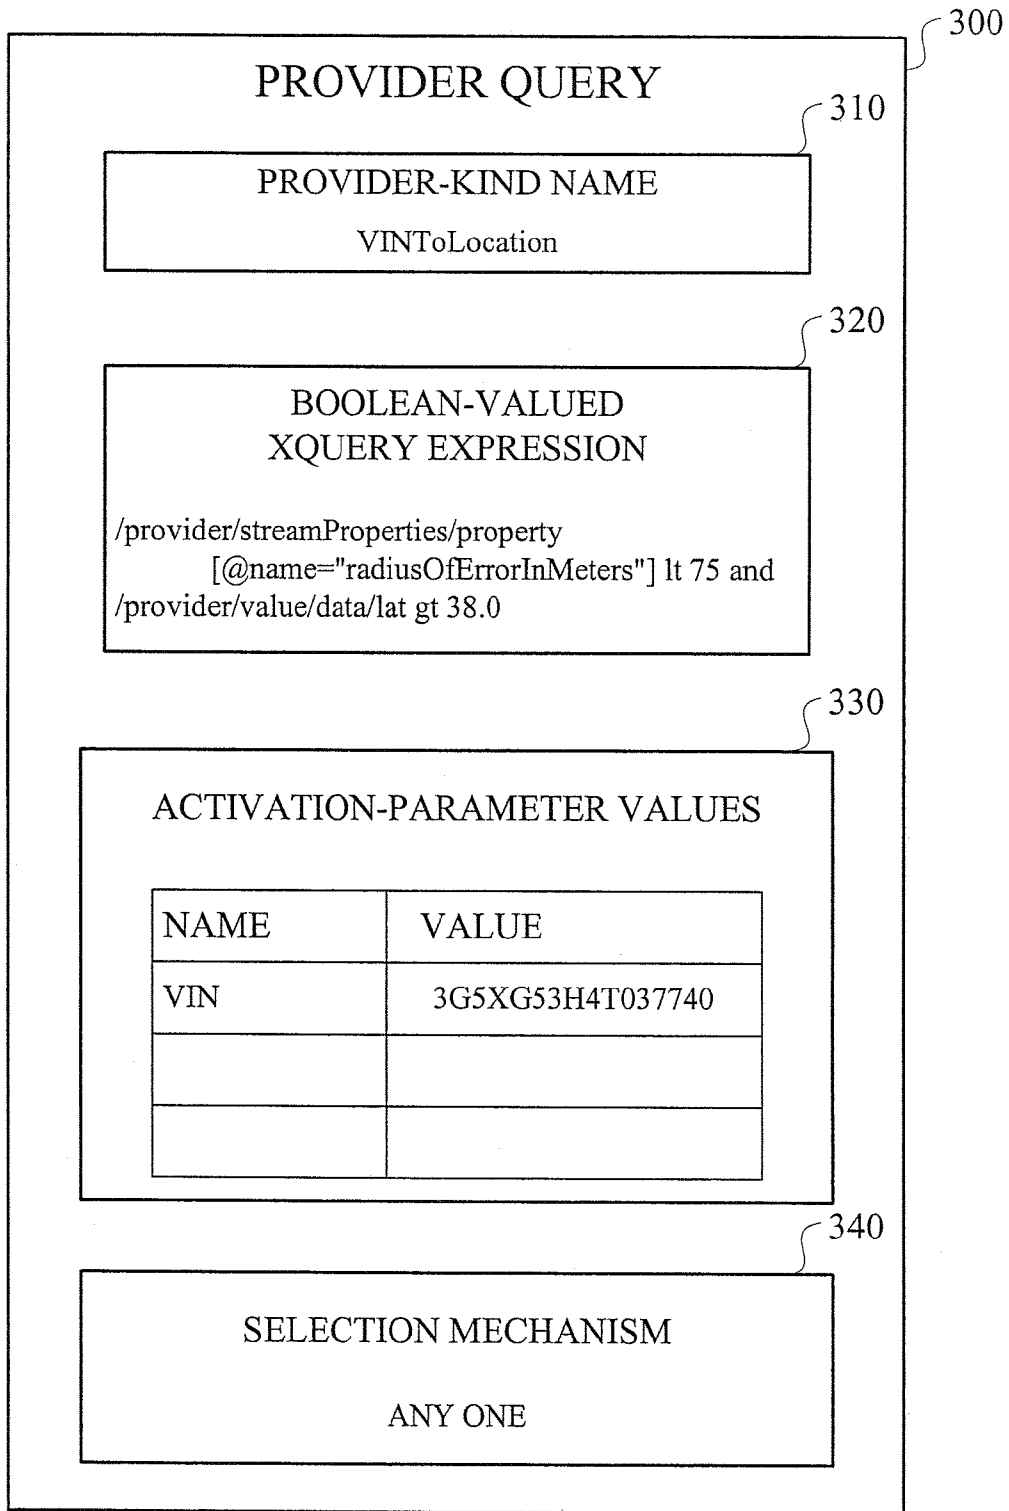 300
PROVIDER QUERY
310
PROVIDER-KIND NAME
VINToLocation
320
BOOLEAN-VALUED
XQUERY EXPRESSION
/provider/streamProperties/property
[@name="radiusOfErrorInMeters"] lt 75 and
/provider/value/data/lat gt 38.0
330
ACTIVATION-PARAMETER VALUES
NAME VALUE
VIN 3G5XG53H4T037740
340
SELECTION MECHANISM
ANY ONE